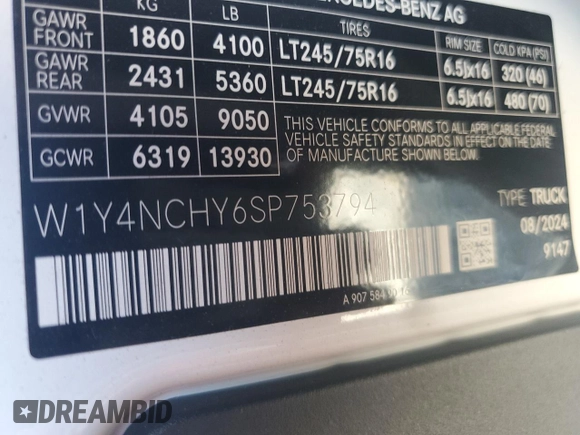 KG LB TIRES RIM SIZE COLD KPA (PSI)
GAWR FRONT 1860 4100 LT245/75R16 6.5Jx16 320 (46)
GAWR REAR 2431 5360 LT245/75R16 6.5Jx16 480 (70)
GVWR 4105 9050
GCWR 6319 13930
THIS VEHICLE CONFORMS TO ALL APPLICABLE FEDERAL
VEHICLE SAFETY STANDARDS IN EFFECT ON THE DATE
OF MANUFACTURE SHOWN BELOW.
W1Y4NCHY6SP753794
TYPE TRUCK
08/2024
9147
A 907 584
DREAMBID